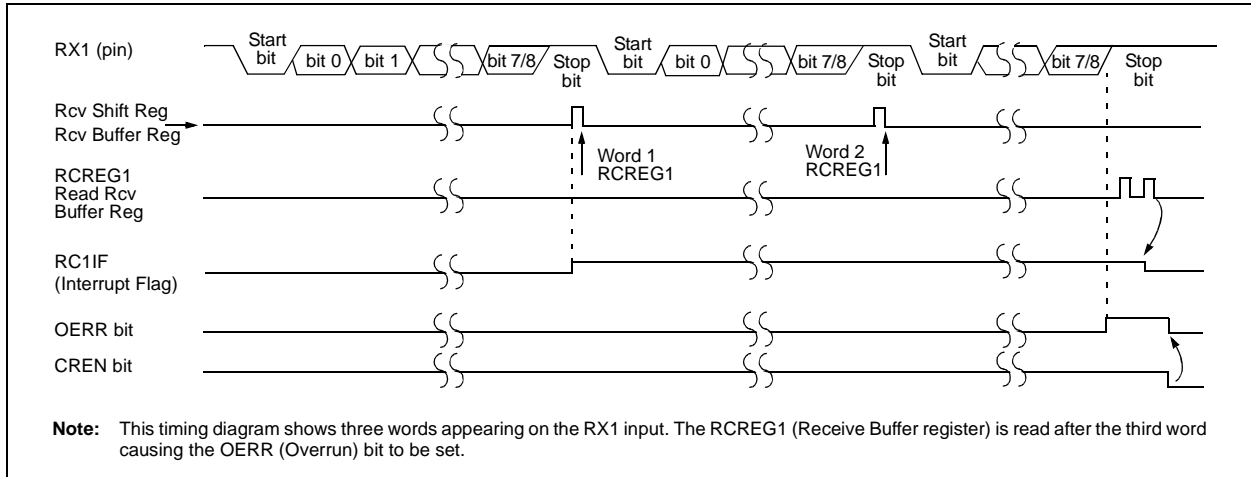 RX1 (pin)
Start bit
bit 0
bit 1
bit 7/8
Stop bit
Start bit
bit 0
bit 7/8
Stop bit
Start bit
bit 7/8
Stop bit
Rcv Shift Reg
Rcv Buffer Reg
Word 1
RCREG1
Word 2
RCREG1
RCREG1
Read Rcv
Buffer Reg
RC1IF
(Interrupt Flag)
OERR bit
CREN bit
Note: This timing diagram shows three words appearing on the RX1 input. The RCREG1 (Receive Buffer register) is read after the third word
causing the OERR (Overrun) bit to be set.